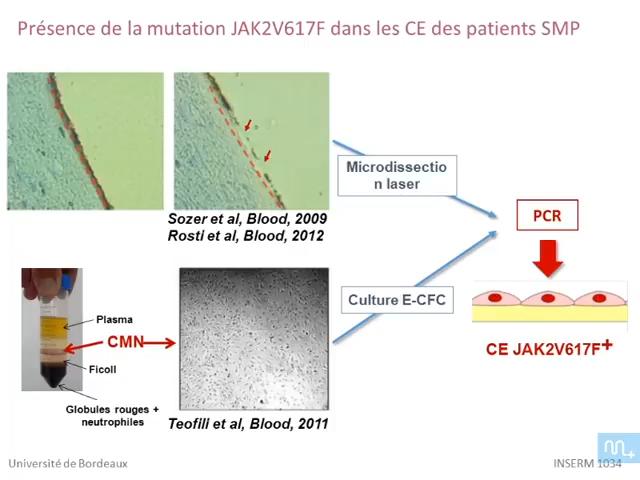 Présence de la mutation JAK2V617F dans les CE des patients SMP
Microdissectio
n laser
Sozer et al, Blood, 2009
Rosti et al, Blood, 2012
PCR
Culture E-CFC
Plasma
CMN
Ficoll
Globules rouges +
neutrophiles
Teofili et al, Blood, 2011
CE JAK2V617F+
Université de Bordeaux
INSERM 1034